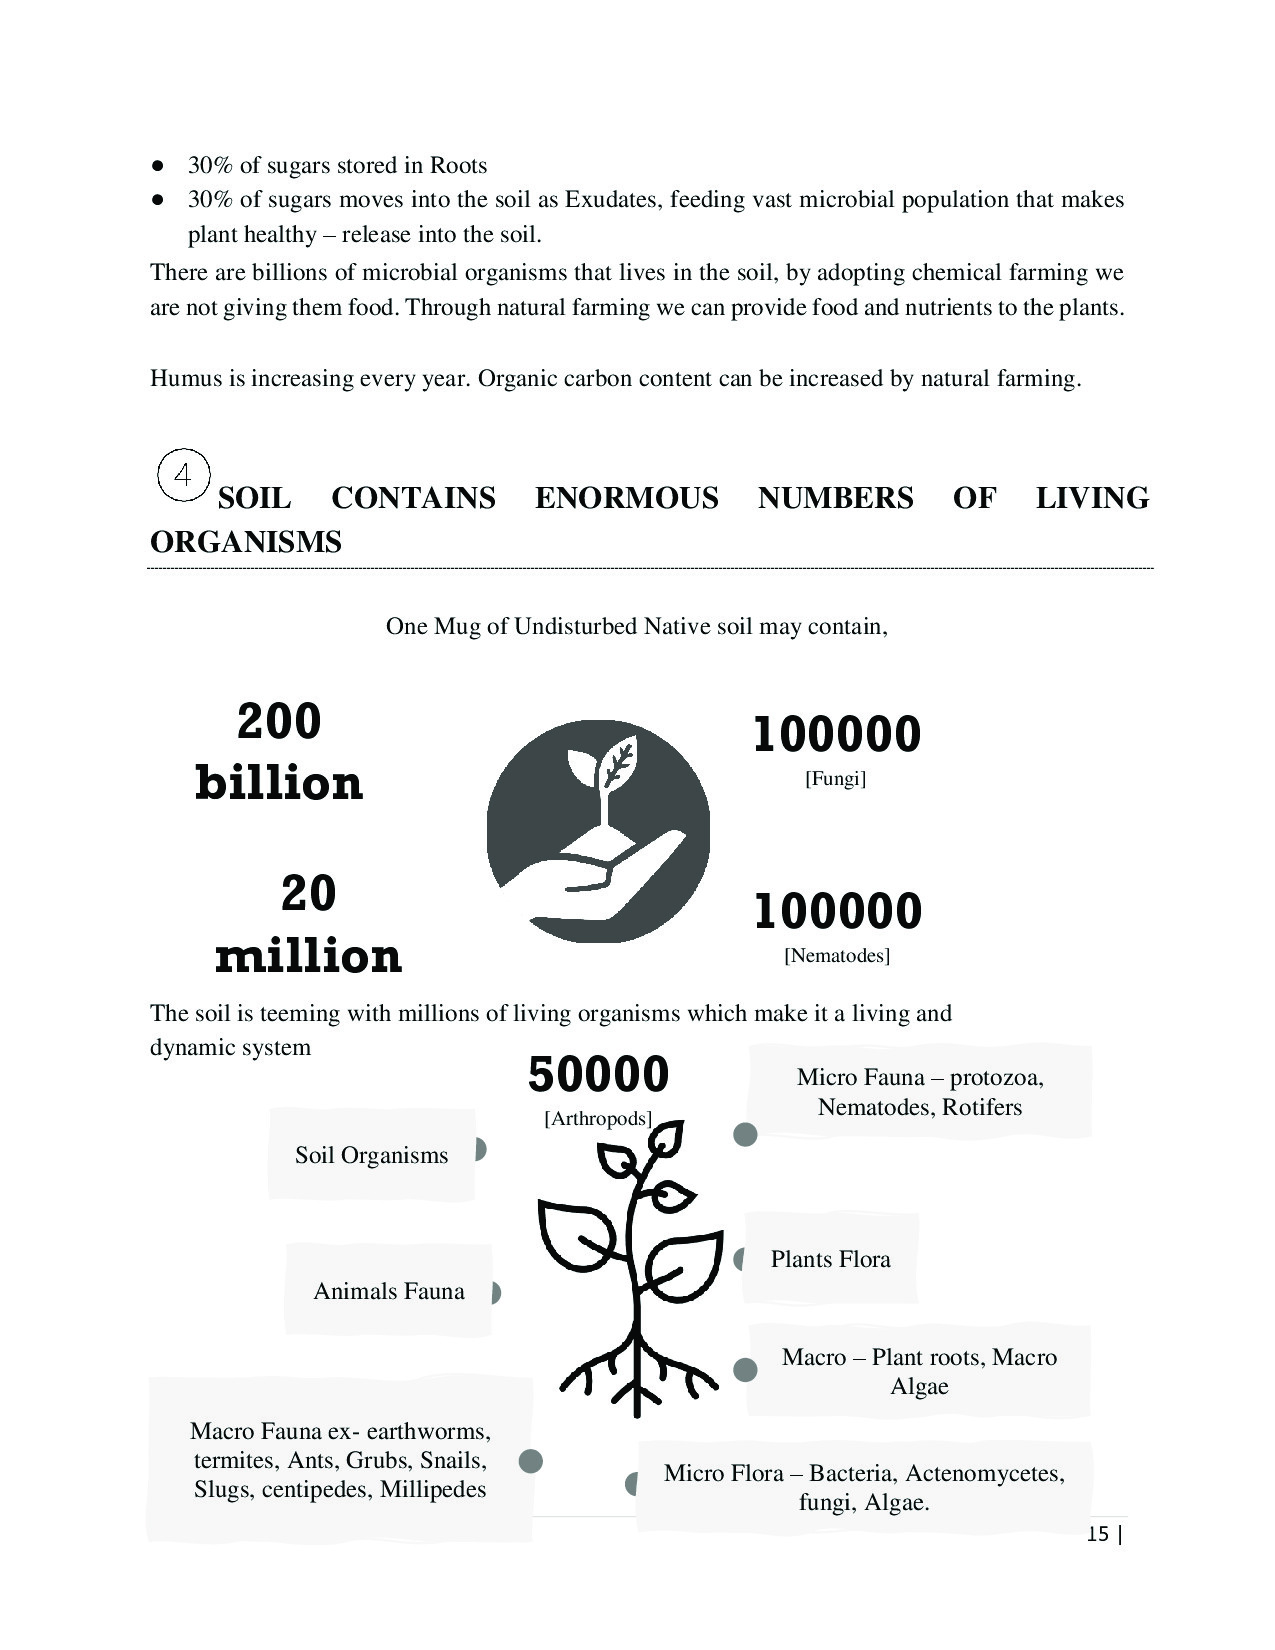 ● 30% of sugars stored in Roots
● 30% of sugars moves into the soil as Exudates, feeding vast microbial population that makes
plant healthy – release into the soil.
There are billions of microbial organisms that lives in the soil, by adopting chemical farming we
are not giving them food. Through natural farming we can provide food and nutrients to the plants.
Humus is increasing every year. Organic carbon content can be increased by natural farming.
4 SOIL CONTAINS ENORMOUS NUMBERS OF LIVING
ORGANISMS
One Mug of Undisturbed Native soil may contain,
200
billion
100000
[Fungi]
20
million
100000
[Nematodes]
The soil is teeming with millions of living organisms which make it a living and
dynamic system
50000
[Arthropods]
Micro Fauna – protozoa,
Nematodes, Rotifers
Soil Organisms
Plants Flora
Animals Fauna
Macro – Plant roots, Macro
Algae
Macro Fauna ex- earthworms,
termites, Ants, Grubs, Snails,
Slugs, centipedes, Millipedes
Micro Flora – Bacteria, Actenomycetes,
fungi, Algae.
15 |